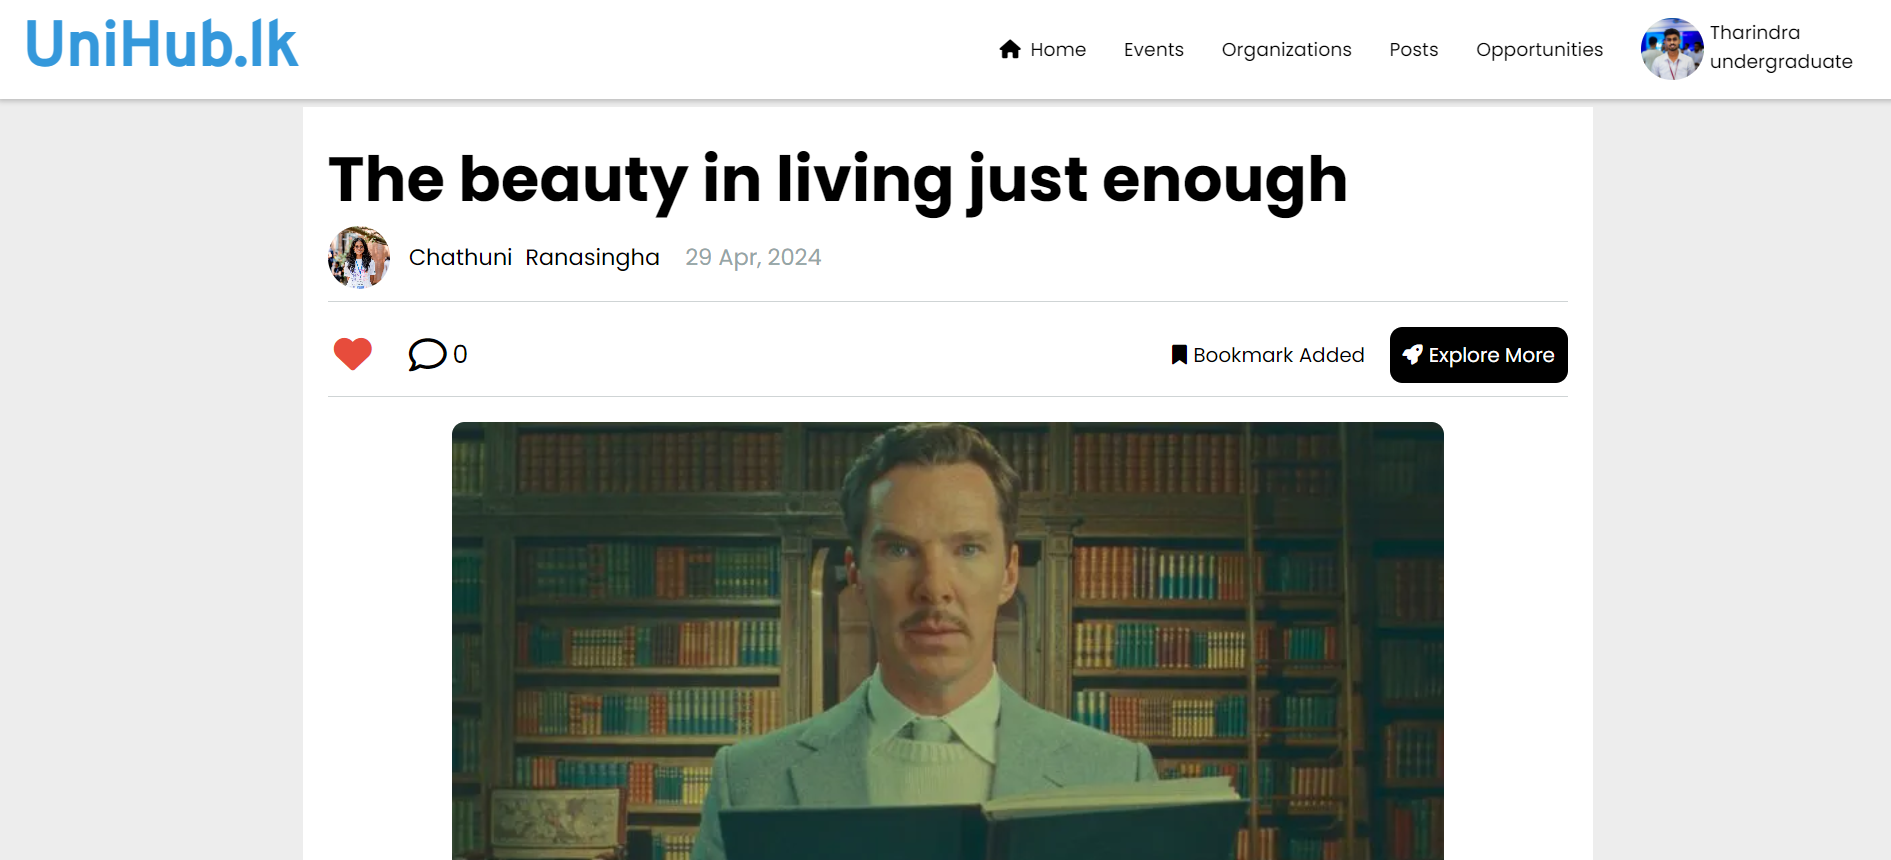 UniHub.lk
Home Events Organizations Posts Opportunities
Tharindra
undergraduate
The beauty in living just enough
Chathuni Ranasingha 29 Apr, 2024
0
Bookmark Added Explore More